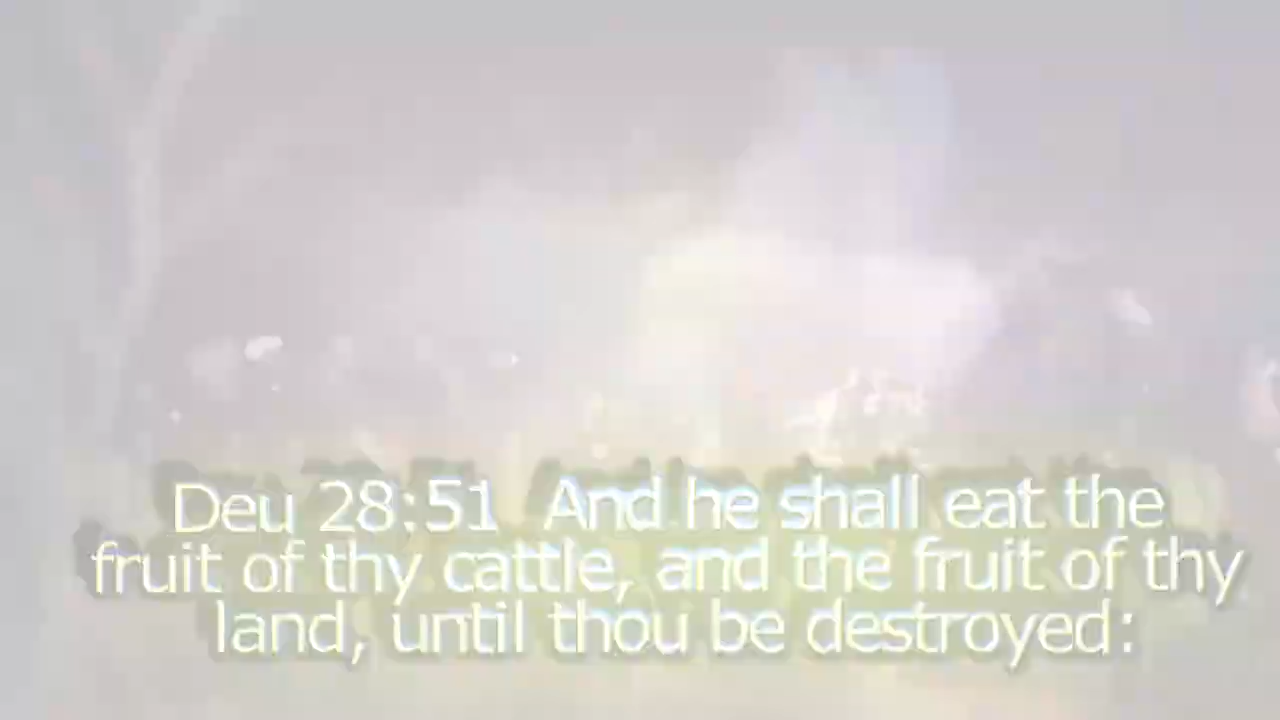 Deu 28:51  And he shall eat the
fruit of thy cattle, and the fruit of thy
land, until thou be destroyed: